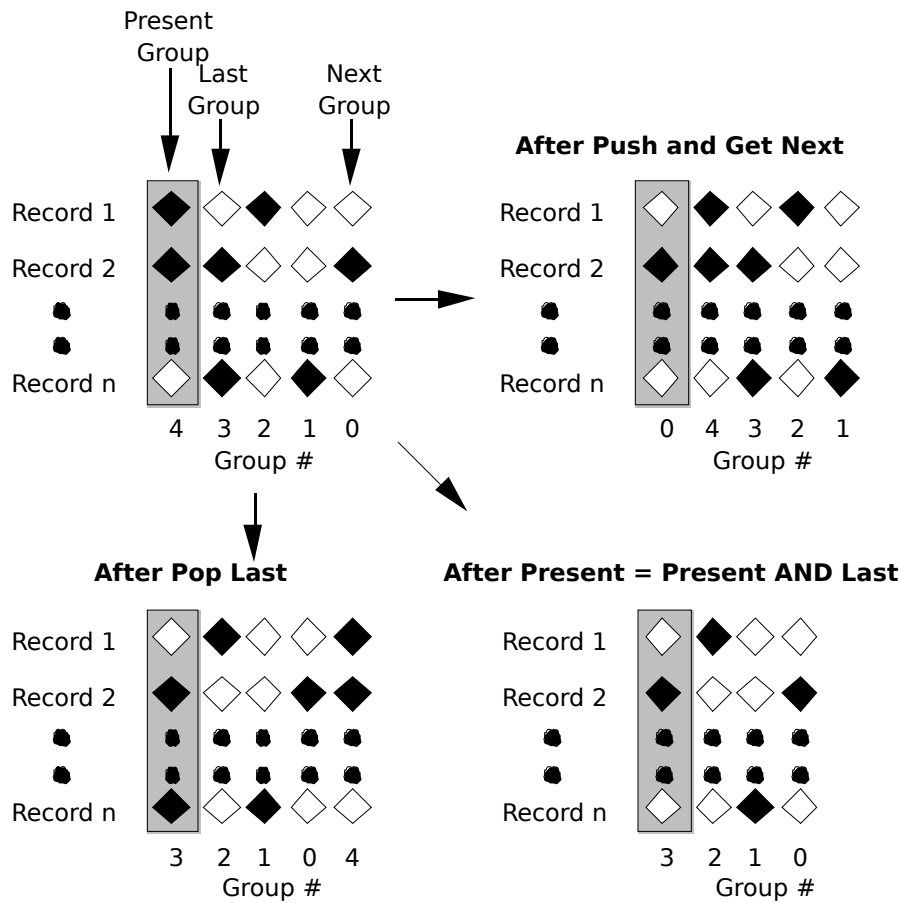 Present
Group
Last
Group
Next
Group
Record 1
Record 2
Record n
4 3 2 1 0
Group #
After Push and Get Next
Record 1
Record 2
Record n
0 4 3 2 1
Group #
After Pop Last
Record 1
Record 2
Record n
3 2 1 0 4
Group #
After Present = Present AND Last
Record 1
Record 2
Record n
3 2 1 0
Group #